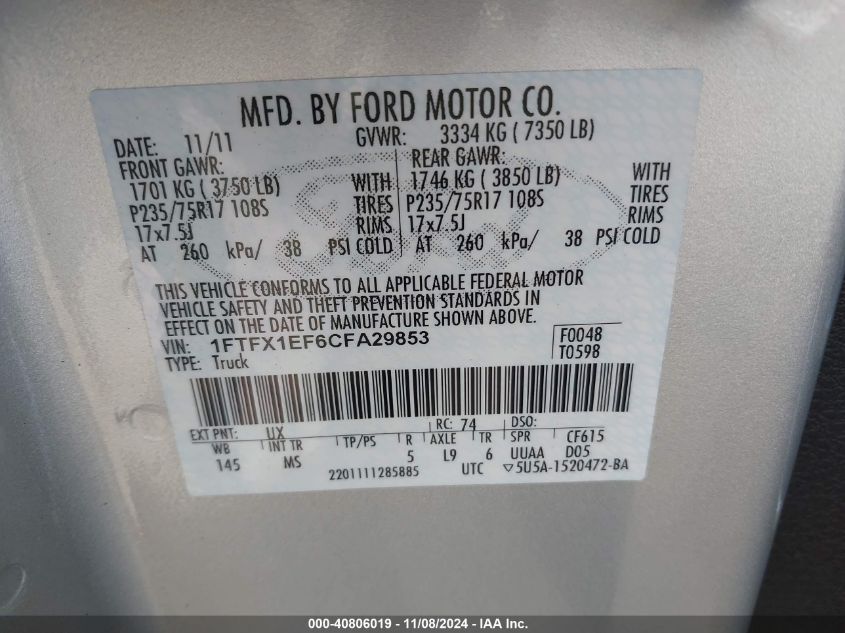 MFD. BY FORD MOTOR CO.
DATE: 11/11 GVWR: 3334 KG ( 7350 LB)
FRONT GAWR: REAR GAWR:
1701 KG ( 3750 LB) WITH 1746 KG ( 3850 LB) WITH
P235/75R17 108S TIRES P235/75R17 108S TIRES
17x7.5J RIMS 17x7.5J RIMS
AT 260 kPa/ 38 PSI COLD AT 260 kPa/ 38 PSI COLD
THIS VEHICLE CONFORMS TO ALL APPLICABLE FEDERAL MOTOR
VEHICLE SAFETY AND THEFT PREVENTION STANDARDS IN
EFFECT ON THE DATE OF MANUFACTURE SHOWN ABOVE.
VIN: 1FTFX1EF6CFA29853 F0048
TYPE: Truck T0598
EXT PNT: UX RC: 74 DSO:
WB INT TR TP/PS R AXLE TR SPR CF615
145 MS 5 L9 6 UUAA D05
2201111285885 UTC ▽5U5A-1520472-BA
000-40806019 - 11/08/2024 - IAA Inc.